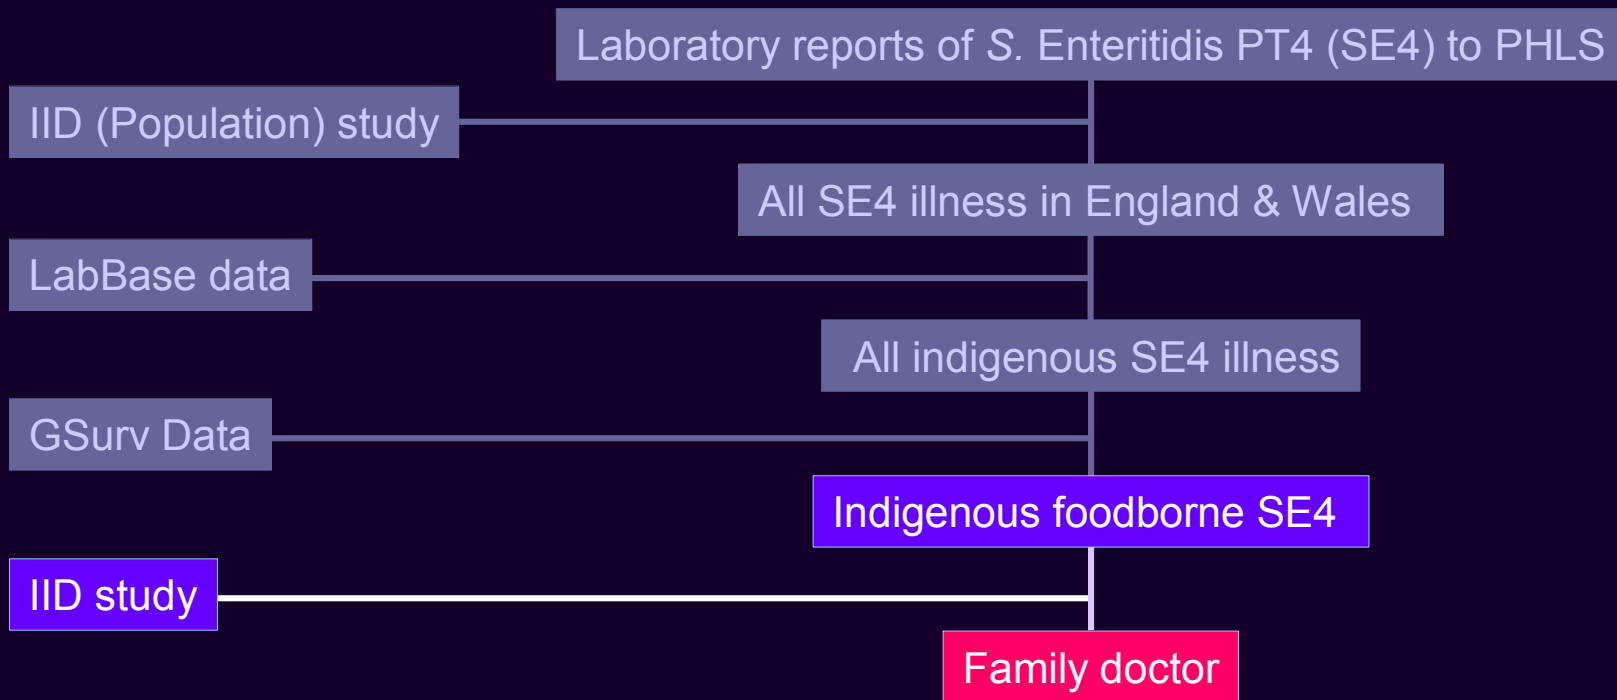 Laboratory reports of S. Enteritidis PT4 (SE4) to PHLS
IID (Population) study
All SE4 illness in England & Wales
LabBase data
All indigenous SE4 illness
GSurv Data
Indigenous foodborne SE4
IID study
Family doctor